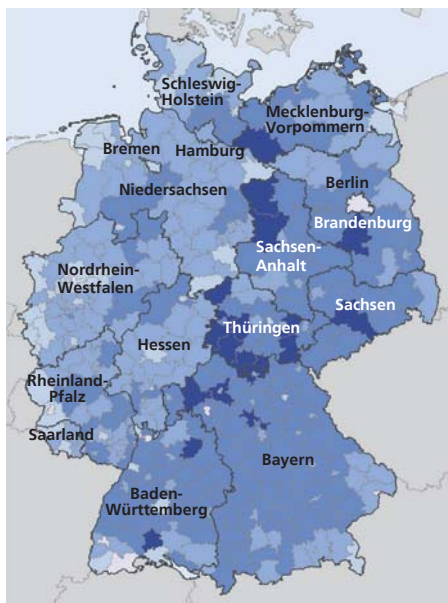 Schleswig-
Holstein
Mecklenburg-
Vorpommern
Bremen
Hamburg
Niedersachsen
Berlin
Brandenburg
Sachsen-
Anhalt
Nordrhein-
Westfalen
Sachsen
Thüringen
Hessen
Rheinland-
Pfalz
Saarland
Bayern
Baden-
Württemberg